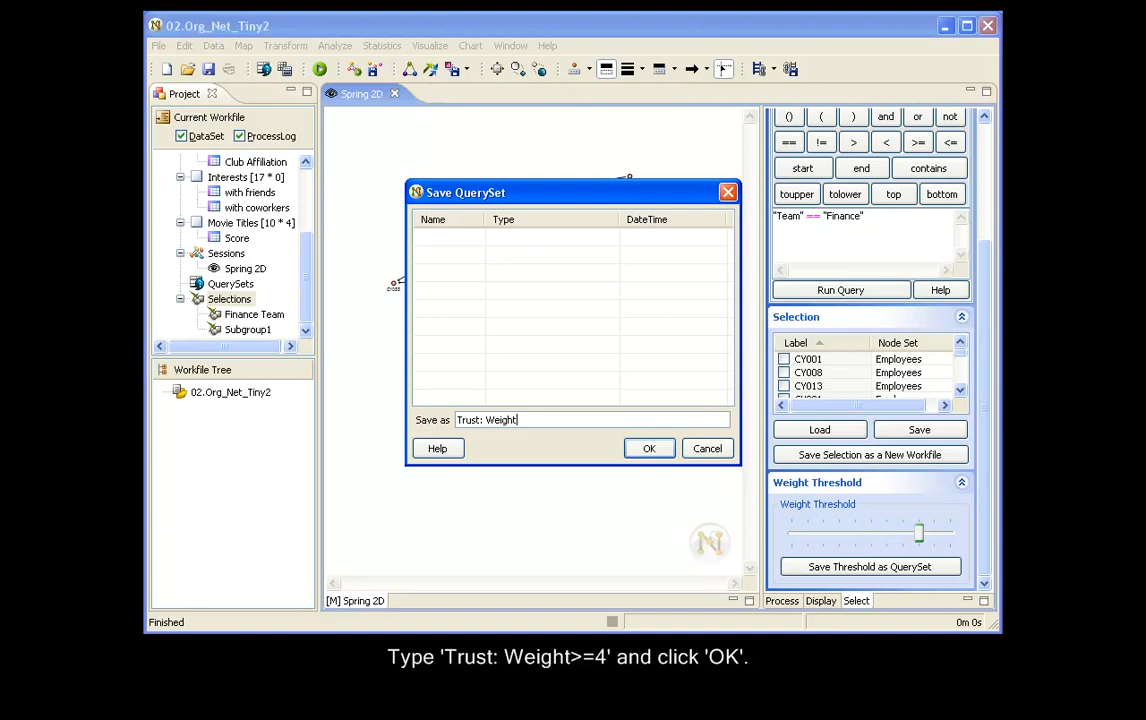 02.Org_Net_Tiny2
File Edit Data Map Transform Analyze Statistics Visualize Chart Window Help
Project
Current Workfile
DataSet ProcessLog
Club Affiliation
Interests [17 * 0]
with friends
with coworkers
Movie Titles [10 * 4]
Score
Sessions
Spring 2D
QuerySets
Selections
Finance Team
Subgroup1
Workfile Tree
02.Org_Net_Tiny2
Spring 2D
Save QuerySet
Name Type DateTime
Save as Trust: Weight
Help OK Cancel
[M] Spring 2D
() ( ) and or not
== != > < >= <=
start end contains
toupper tolower top bottom
"Team" == "Finance"
Run Query Help
Selection
Label Node Set
CY001 Employees
CY008 Employees
CY013 Employees
Load Save
Save Selection as a New Workfile
Weight Threshold
Weight Threshold
Save Threshold as QuerySet
Process Display Select
Finished 0m 0s
Type 'Trust: Weight>=4' and click 'OK'.